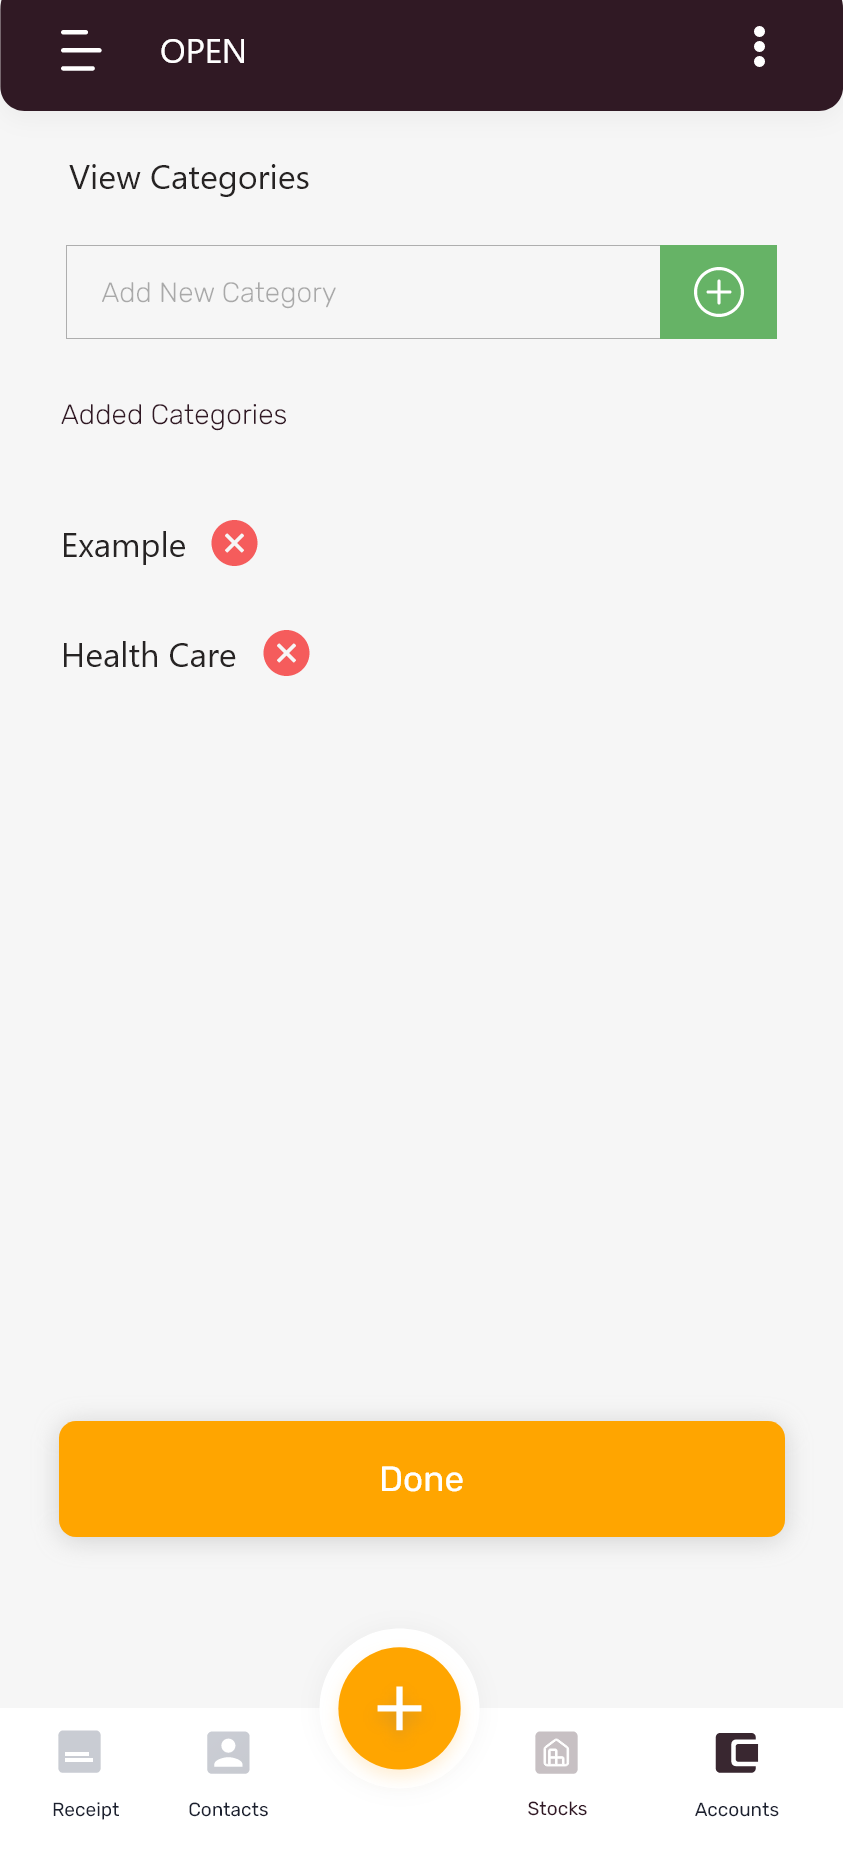 OPEN
View Categories
Add New Category
Added Categories
Example
Health Care
Done
Receipt
Contacts
Stocks
Accounts